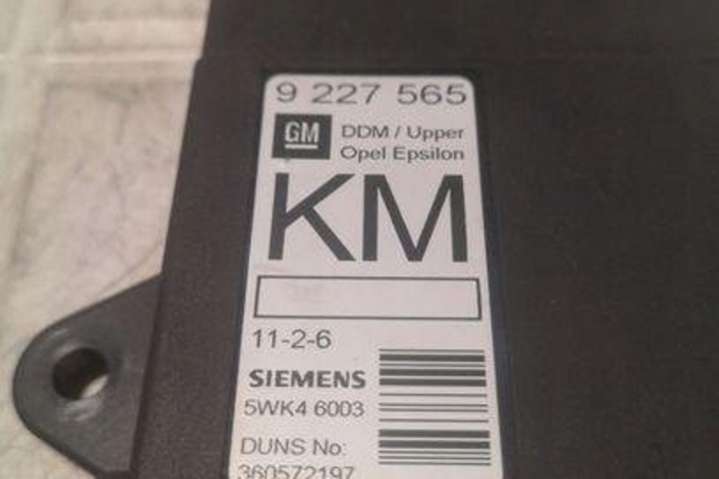 9 227 565
GM DDM / Upper
Opel Epsilon
KM
11-2-6
SIEMENS
5WK4 6003
DUNS No:
360572197